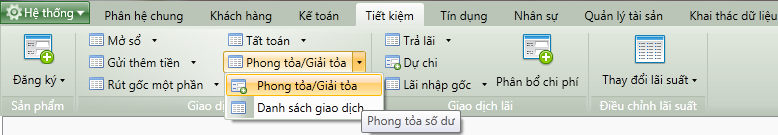 Hệ thống Phân hệ chung Khách hàng Kế toán Tiết kiệm Tín dụng Nhân sự Quản lý tài sản Khai thác dữ liệu
Mở sổ Tất toán Trả lãi
Gửi thêm tiền Phong tỏa/Giải tỏa Dự chi
Đăng ký Rút gốc một phần Phong tỏa/Giải tỏa Lãi nhập gốc Phân bổ chi phí Thay đổi lãi suất
Sản phẩm Giao dịch Danh sách giao dịch Giao dịch lãi Điều chỉnh lãi suất
Phong tỏa số dư